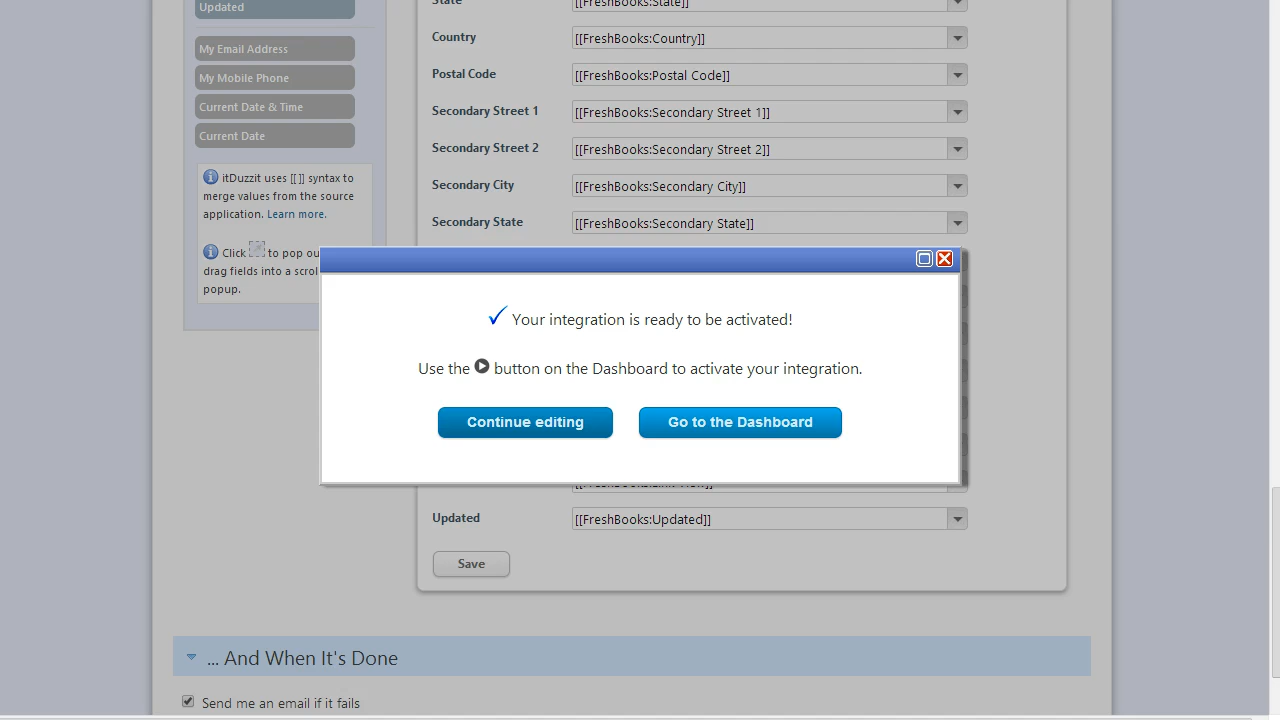 Updated
My Email Address
My Mobile Phone
Current Date & Time
Current Date
itDuzzit uses [[ ]] syntax to
merge values from the source
application. Learn more.
Click to pop ou
drag fields into a scrol
popup.
State [[FreshBooks:State]]
Country [[FreshBooks:Country]]
Postal Code [[FreshBooks:Postal Code]]
Secondary Street 1 [[FreshBooks:Secondary Street 1]]
Secondary Street 2 [[FreshBooks:Secondary Street 2]]
Secondary City [[FreshBooks:Secondary City]]
Secondary State [[FreshBooks:Secondary State]]
Your integration is ready to be activated!
Use the button on the Dashboard to activate your integration.
Continue editing Go to the Dashboard
Updated [[FreshBooks:Updated]]
Save
... And When It's Done
Send me an email if it fails